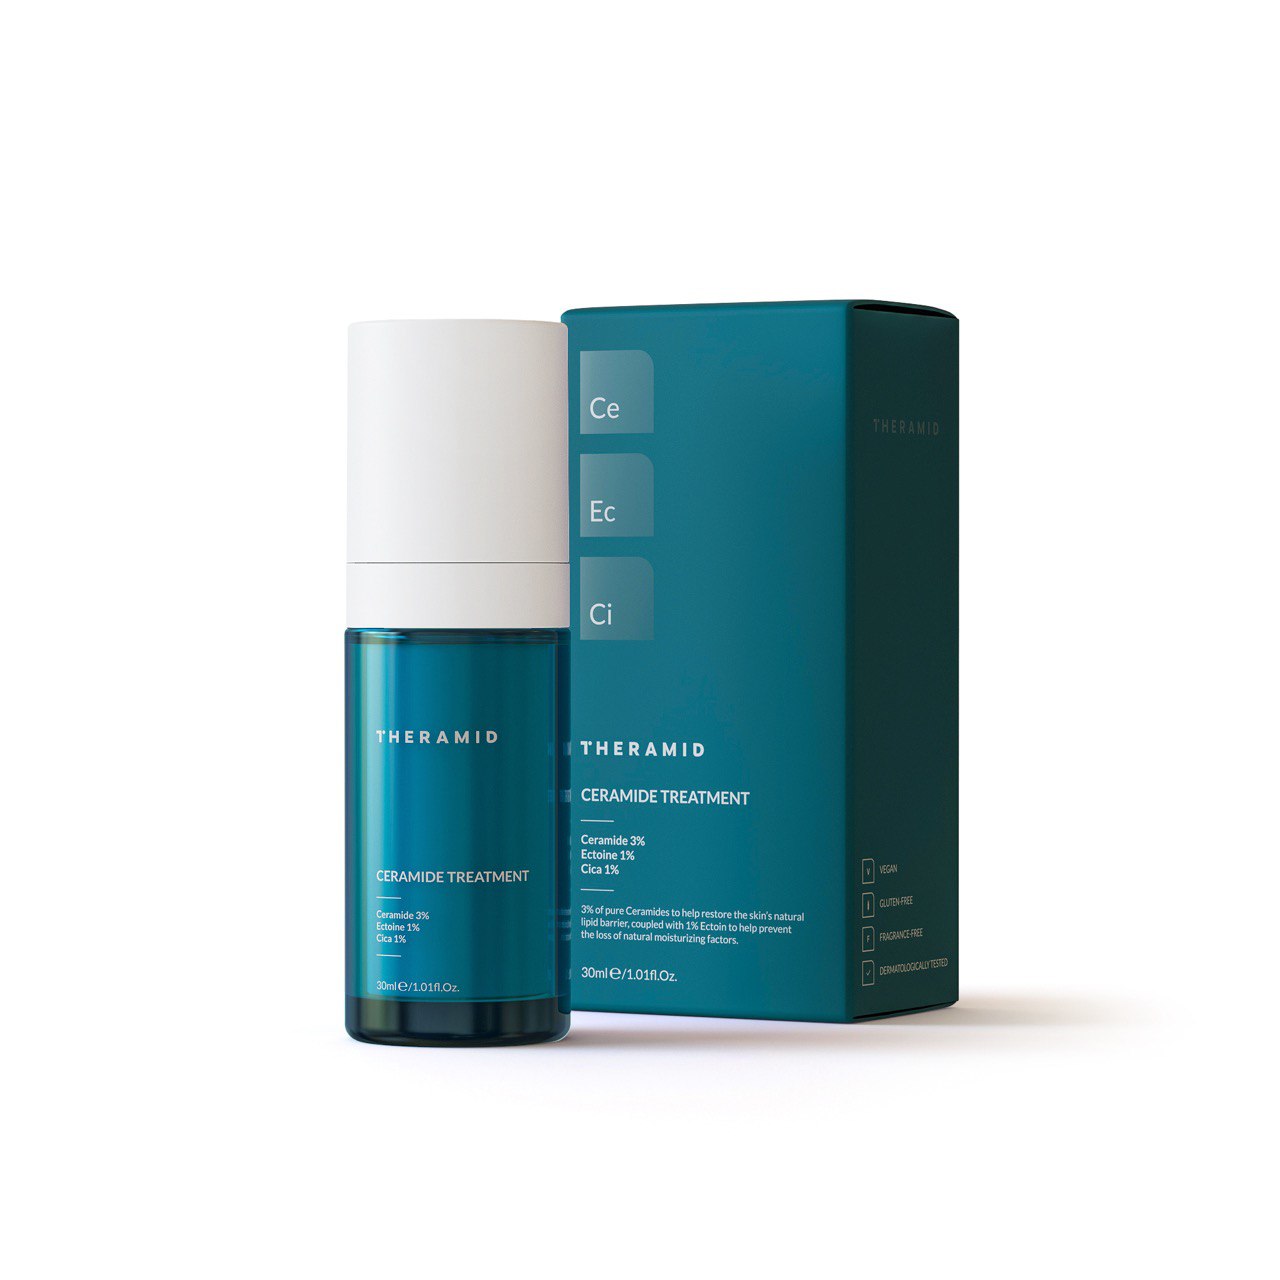 THERAMID
CERAMIDE TREATMENT
Ceramide 3%
Ectoine 1%
Cica 1%
30ml℮/1.01fl.Oz.
Ce
Ec
Ci
THERAMID
CERAMIDE TREATMENT
Ceramide 3%
Ectoine 1%
Cica 1%
3% of pure Ceramides to help restore the skin's natural
lipid barrier, coupled with 1% Ectoin to help prevent
the loss of natural moisturizing factors.
30ml℮/1.01fl.Oz.
THERAMID
V VEGAN
GLUTEN-FREE
F FRAGRANCE-FREE
✓ DERMATOLOGICALLY TESTED